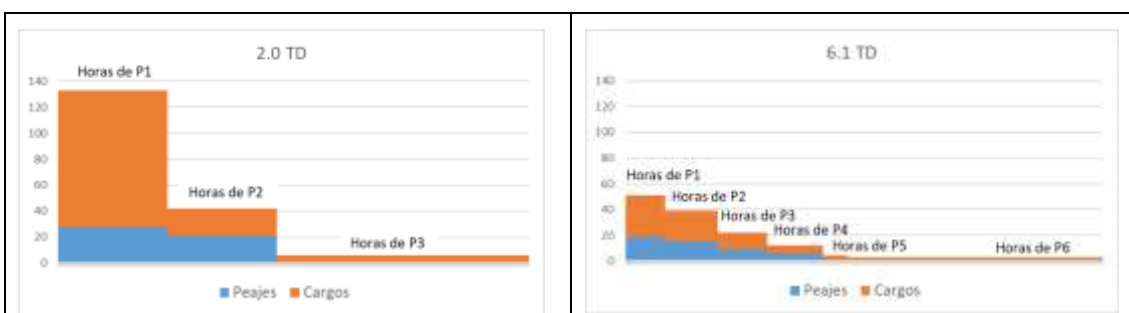 2.0 TD
Horas de P1
140
120
100
80
60
40
20
0
Horas de P2
Horas de P3
Peajes Cargos
6.1 TD
140
120
100
80
60
40
20
0
Horas de P1
Horas de P2
Horas de P3
Horas de P4
Horas de P5
Horas de P6
Peajes Cargos